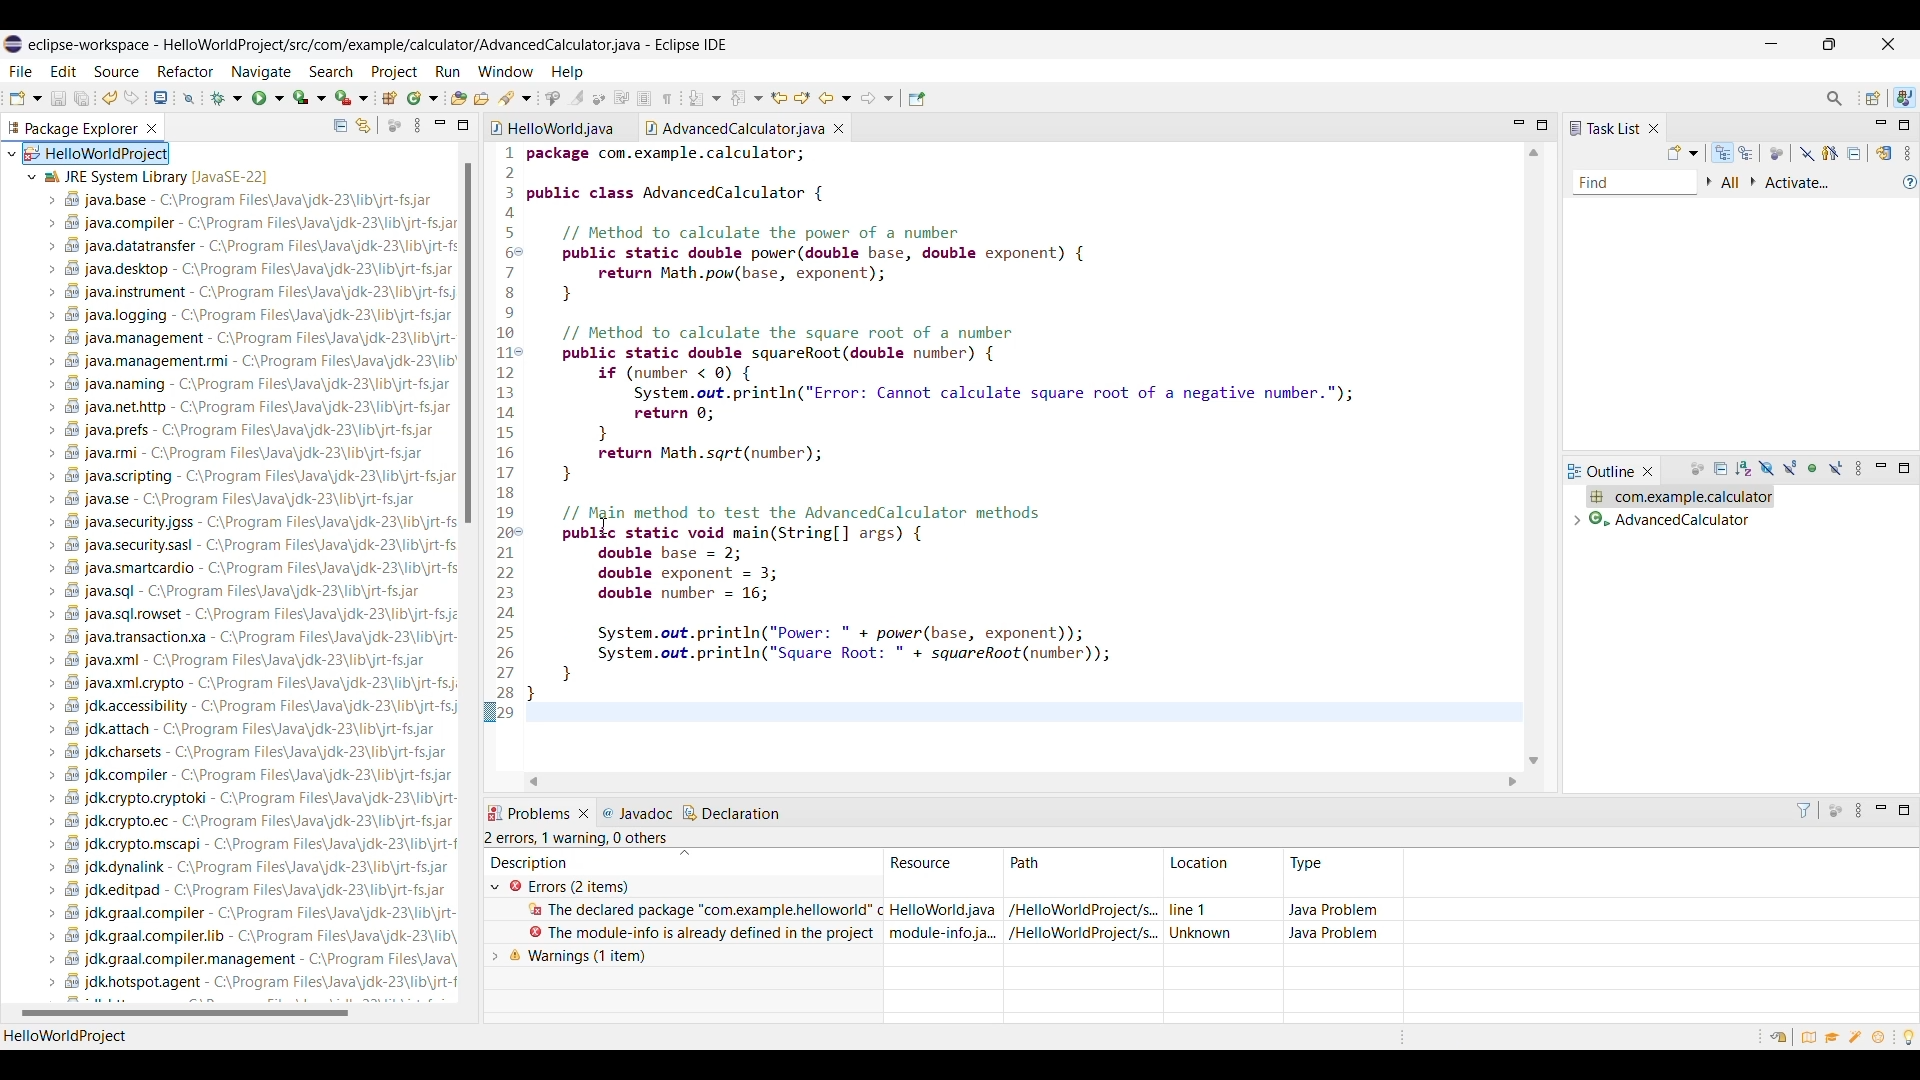 eclipse-workspace - HelloWorldProject/src/com/example/calculator/AdvancedCalculator.java - Eclipse IDE
File Edit Source Refactor Navigate Search Project Run Window Help
Package Explorer
HelloWorldProject
JRE System Library [JavaSE-22]
java.base - C:\Program Files\Java\jdk-23\lib\jrt-fs.jar
java.compiler - C:\Program Files\Java\jdk-23\lib\jrt-fs.jar
java.datatransfer - C:\Program Files\Java\jdk-23\lib\jrt-fs
java.desktop - C:\Program Files\Java\jdk-23\lib\jrt-fs.jar
java.instrument - C:\Program Files\Java\jdk-23\lib\jrt-fs.j
java.logging - C:\Program Files\Java\jdk-23\lib\jrt-fs.jar
java.management - C:\Program Files\Java\jdk-23\lib\jrt-
java.management.rmi - C:\Program Files\Java\jdk-23\lib\
java.naming - C:\Program Files\Java\jdk-23\lib\jrt-fs.jar
java.net.http - C:\Program Files\Java\jdk-23\lib\jrt-fs.jar
java.prefs - C:\Program Files\Java\jdk-23\lib\jrt-fs.jar
java.rmi - C:\Program Files\Java\jdk-23\lib\jrt-fs.jar
java.scripting - C:\Program Files\Java\jdk-23\lib\jrt-fs.jar
java.se - C:\Program Files\Java\jdk-23\lib\jrt-fs.jar
java.security.jgss - C:\Program Files\Java\jdk-23\lib\jrt-fs
java.security.sasl - C:\Program Files\Java\jdk-23\lib\jrt-fs.
java.smartcardio - C:\Program Files\Java\jdk-23\lib\jrt-fs
java.sql - C:\Program Files\Java\jdk-23\lib\jrt-fs.jar
java.sql.rowset - C:\Program Files\Java\jdk-23\lib\jrt-fs.ja
java.transaction.xa - C:\Program Files\Java\jdk-23\lib\jrt-
java.xml - C:\Program Files\Java\jdk-23\lib\jrt-fs.jar
java.xml.crypto - C:\Program Files\Java\jdk-23\lib\jrt-fs.j
jdk.accessibility - C:\Program Files\Java\jdk-23\lib\jrt-fs.j
jdk.attach - C:\Program Files\Java\jdk-23\lib\jrt-fs.jar
jdk.charsets - C:\Program Files\Java\jdk-23\lib\jrt-fs.jar
jdk.compiler - C:\Program Files\Java\jdk-23\lib\jrt-fs.jar
jdk.crypto.cryptoki - C:\Program Files\Java\jdk-23\lib\jrt-
jdk.crypto.ec - C:\Program Files\Java\jdk-23\lib\jrt-fs.jar
jdk.crypto.mscapi - C:\Program Files\Java\jdk-23\lib\jrt-f
jdk.dynalink - C:\Program Files\Java\jdk-23\lib\jrt-fs.jar
jdk.editpad - C:\Program Files\Java\jdk-23\lib\jrt-fs.jar
jdk.graal.compiler - C:\Program Files\Java\jdk-23\lib\jrt-
jdk.graal.compiler.lib - C:\Program Files\Java\jdk-23\lib\
jdk.graal.compiler.management - C:\Program Files\Java\
jdk.hotspot.agent - C:\Program Files\Java\jdk-23\lib\jrt-f
HelloWorld.java AdvancedCalculator.java
1 package com.example.calculator;
2
3 public class AdvancedCalculator {
4
5 // Method to calculate the power of a number
6 public static double power(double base, double exponent) {
7 return Math.pow(base, exponent);
8 }
9
10 // Method to calculate the square root of a number
11 public static double squareRoot(double number) {
12 if (number < 0) {
13 System.out.println("Error: Cannot calculate square root of a negative number.");
14 return 0;
15 }
16 return Math.sqrt(number);
17 }
18
19 // Main method to test the AdvancedCalculator methods
20 public static void main(String[] args) {
21 double base = 2;
22 double exponent = 3;
23 double number = 16;
24
25 System.out.println("Power: " + power(base, exponent));
26 System.out.println("Square Root: " + squareRoot(number));
27 }
28 }
29
Task List
Find All Activate...
Outline
com.example.calculator
AdvancedCalculator
Problems Javadoc Declaration
2 errors, 1 warning, 0 others
Description Resource Path Location Type
Errors (2 items)
The declared package "com.example.helloworld" c HelloWorld.java /HelloWorldProject/s... line 1 Java Problem
The module-info is already defined in the project module-info.ja... /HelloWorldProject/s... Unknown Java Problem
Warnings (1 item)
HelloWorldProject